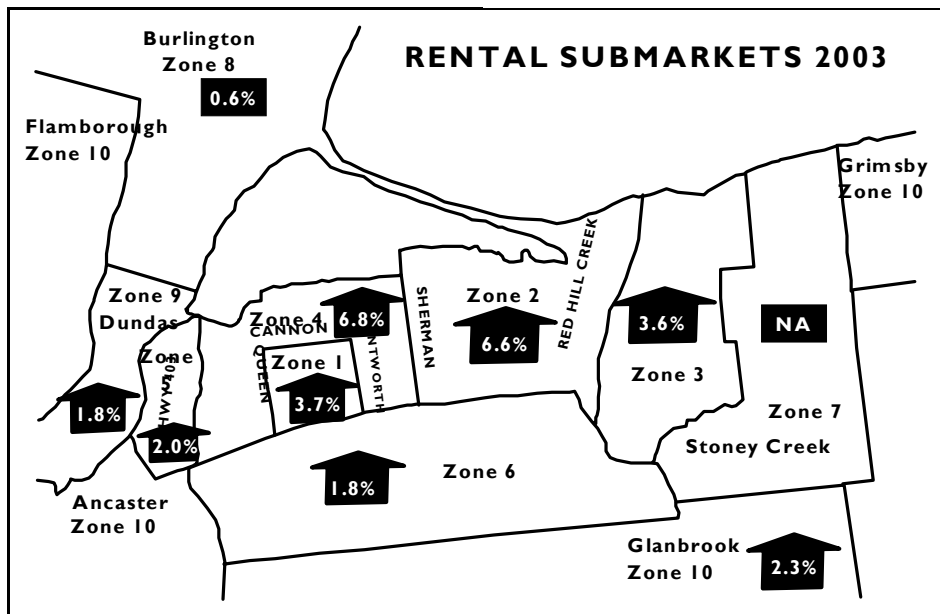 RENTAL SUBMARKETS 2003
Burlington
Zone 8
0.6%
Flamborough
Zone 10
Grimsby
Zone 10
Zone 9
Dundas
1.8%
Zone
HWY 403
2.0%
Ancaster
Zone 10
Zone 4
6.8%
CANNON
QUEEN
Zone 1
3.7%
NTWORTH
SHERMAN
Zone 2
6.6%
RED HILL CREEK
3.6%
Zone 3
NA
Zone 7
Stoney Creek
Zone 6
1.8%
Glanbrook
Zone 10
2.3%